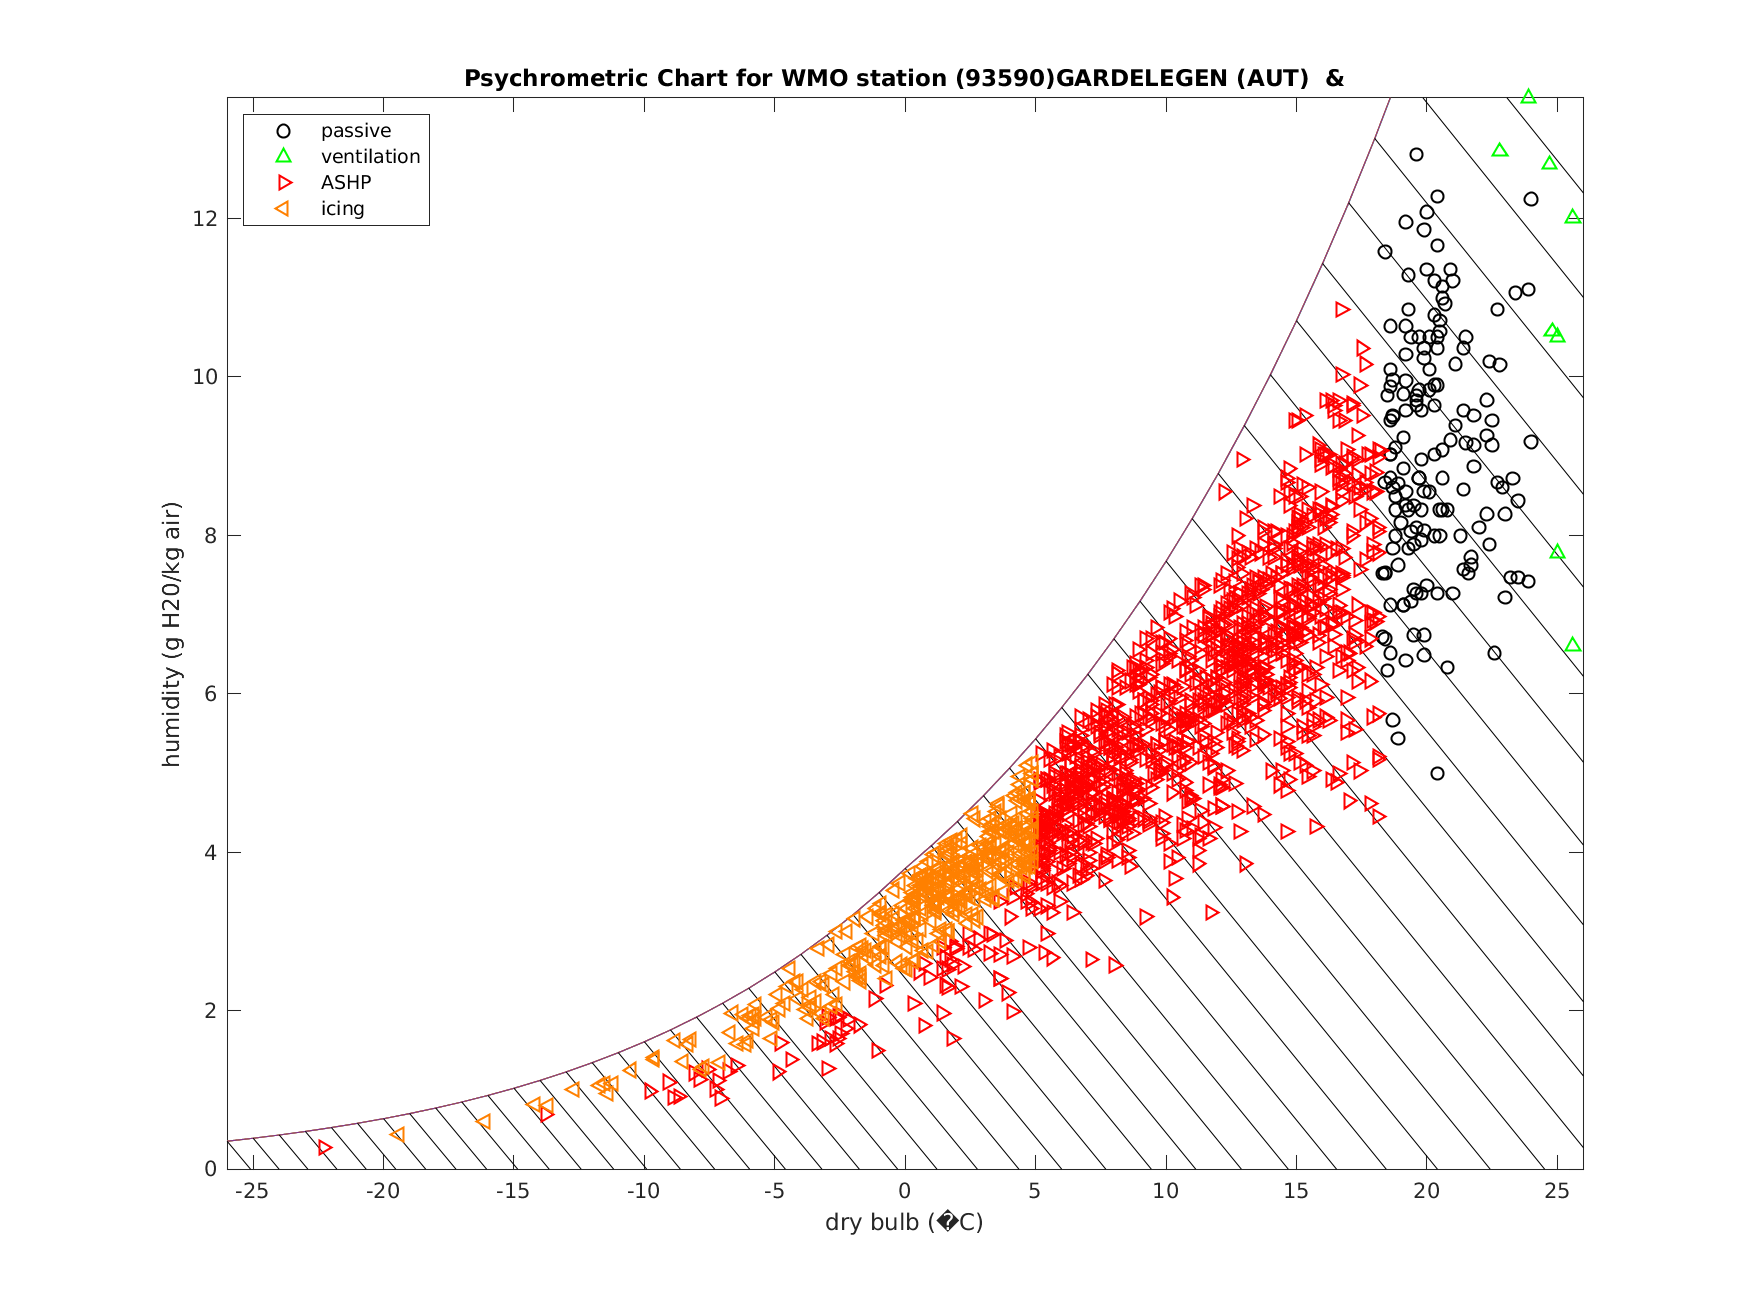 Psychrometric Chart for WMO station (93590)GARDELEGEN (AUT)  &
passive
ventilation
ASHP
icing
humidity (g H20/kg air)
12
10
8
6
4
2
0
-25 -20 -15 -10 -5 0 5 10 15 20 25
dry bulb (�C)